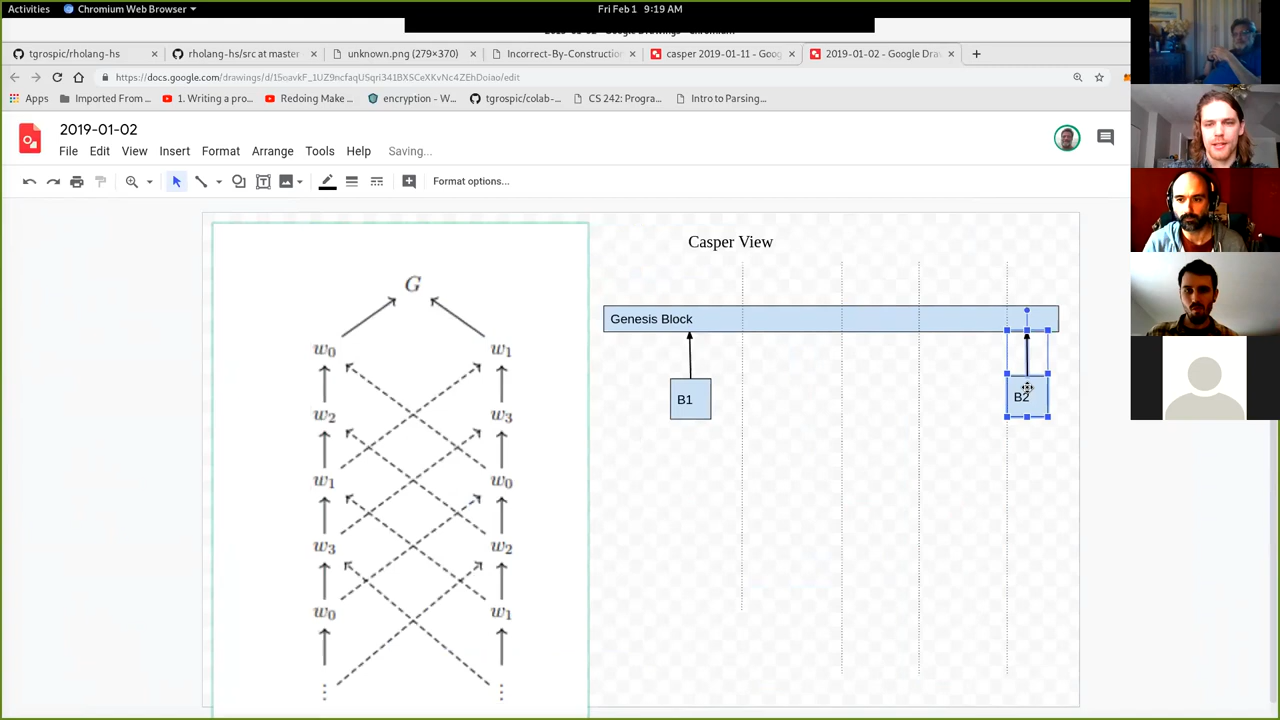 Activities Chromium Web Browser Fri Feb 1 9:19 AM
tgrospic/rholang-hs rholang-hs/src at master unknown.png (279×370) Incorrect-By-Construction casper 2019-01-11 - Goog 2019-01-02 - Google Dra
https://docs.google.com/drawings/d/
Apps Imported From ... 1. Writing a pro... Redoing Make ... encryption - W... tgrospic/colab-... CS 242: Progra... Intro to Parsing...
2019-01-02
File Edit View Insert Format Arrange Tools Help Saving...
Format options...
Casper View
G
Genesis Block
w0 w1
B1 B2
w2 w3
w1 w0
w3 w2
w0 w1
⋮ ⋮